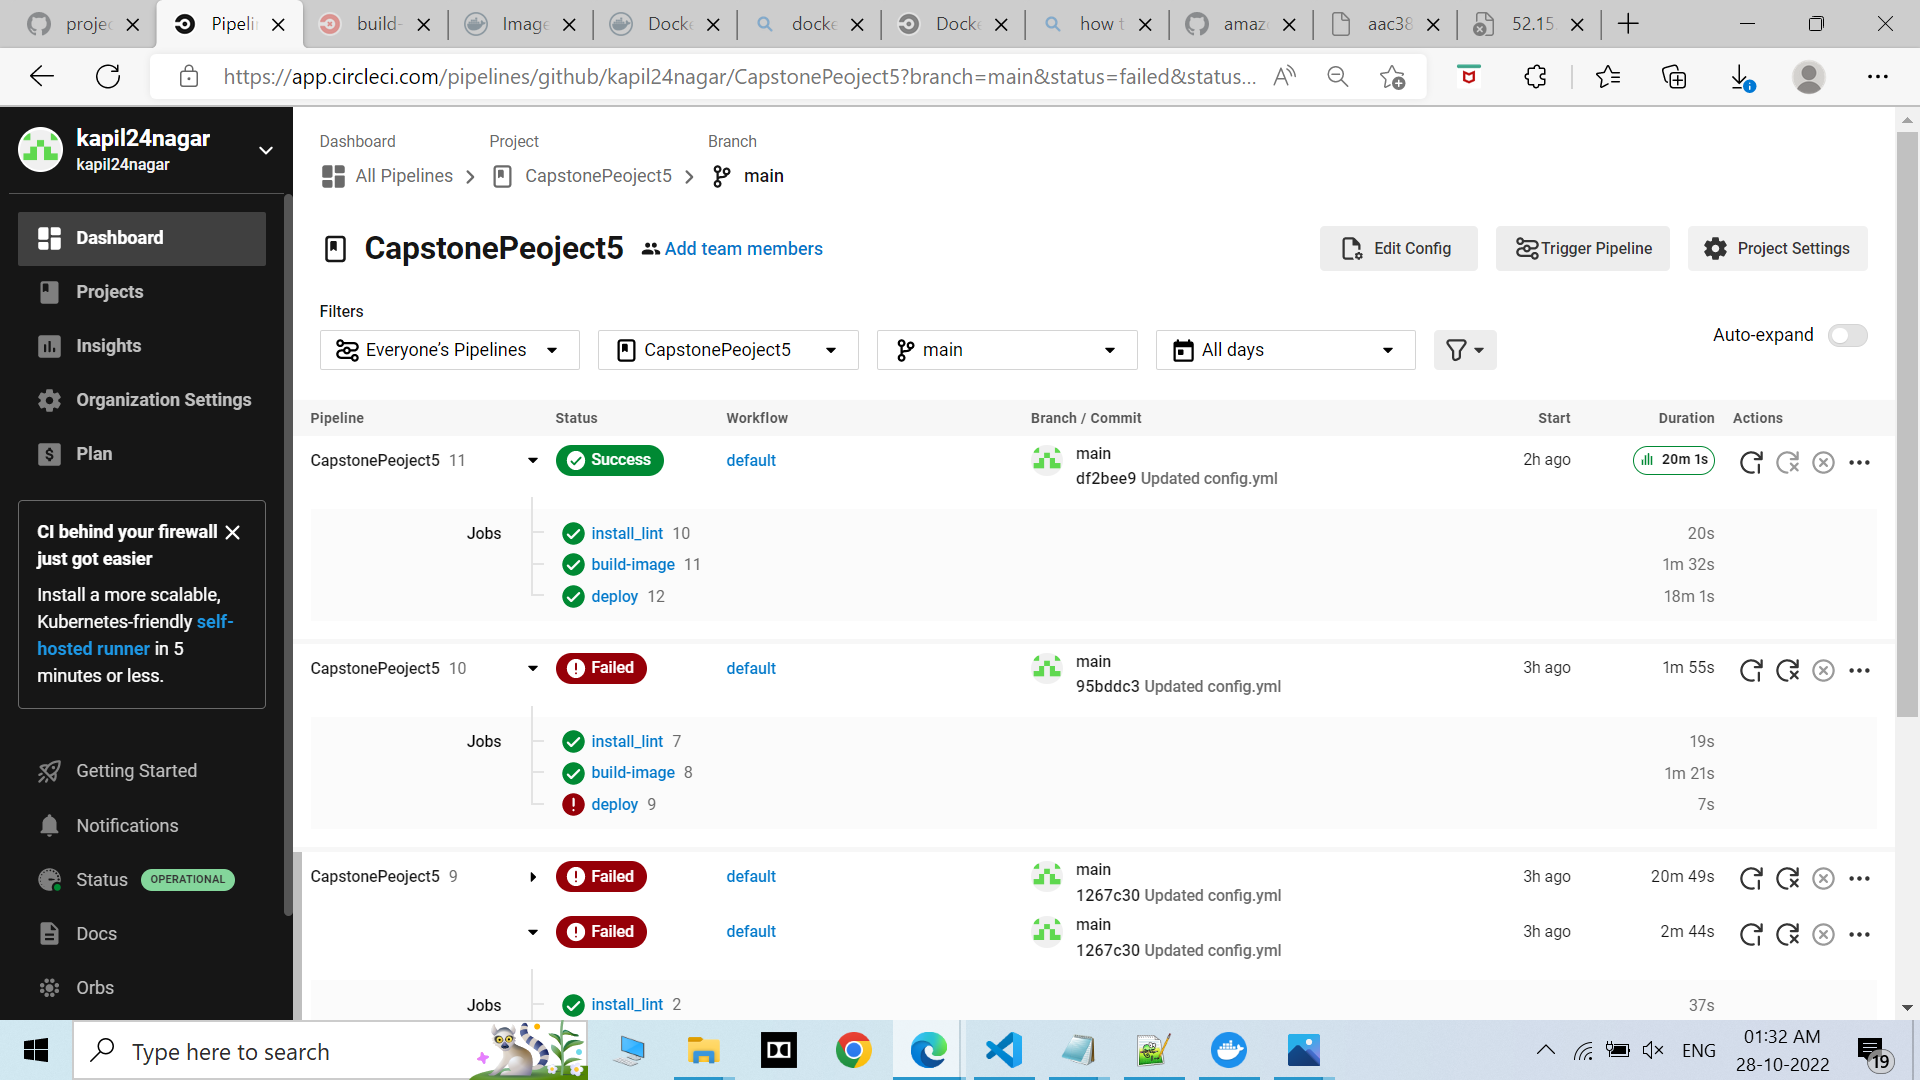 projec
Pipelin
build-
Image
Docke
docke
Docke
how t
amazo
aac38
52.15.
https://app.circleci.com/pipelines/github/kapil24nagar/CapstonePeoject5?branch=main&status=failed&status...
kapil24nagar
kapil24nagar
Dashboard
Projects
Insights
Organization Settings
Plan
CI behind your firewall
just got easier
Install a more scalable,
Kubernetes-friendly self-
hosted runner in 5
minutes or less.
Getting Started
Notifications
Status OPERATIONAL
Docs
Orbs
Dashboard Project Branch
All Pipelines CapstonePeoject5 main
CapstonePeoject5 Add team members
Edit Config Trigger Pipeline Project Settings
Filters
Everyone's Pipelines CapstonePeoject5 main All days
Auto-expand
Pipeline Status Workflow Branch / Commit Start Duration Actions
CapstonePeoject5 11 Success default main 2h ago 20m 1s
df2bee9 Updated config.yml
Jobs install_lint 10 20s
build-image 11 1m 32s
deploy 12 18m 1s
CapstonePeoject5 10 Failed default main 3h ago 1m 55s
95bddc3 Updated config.yml
Jobs install_lint 7 19s
build-image 8 1m 21s
deploy 9 7s
CapstonePeoject5 9 Failed default main 3h ago 20m 49s
1267c30 Updated config.yml
Failed default main 3h ago 2m 44s
1267c30 Updated config.yml
Jobs install_lint 2 37s
Type here to search
ENG
01:32 AM
28-10-2022
19